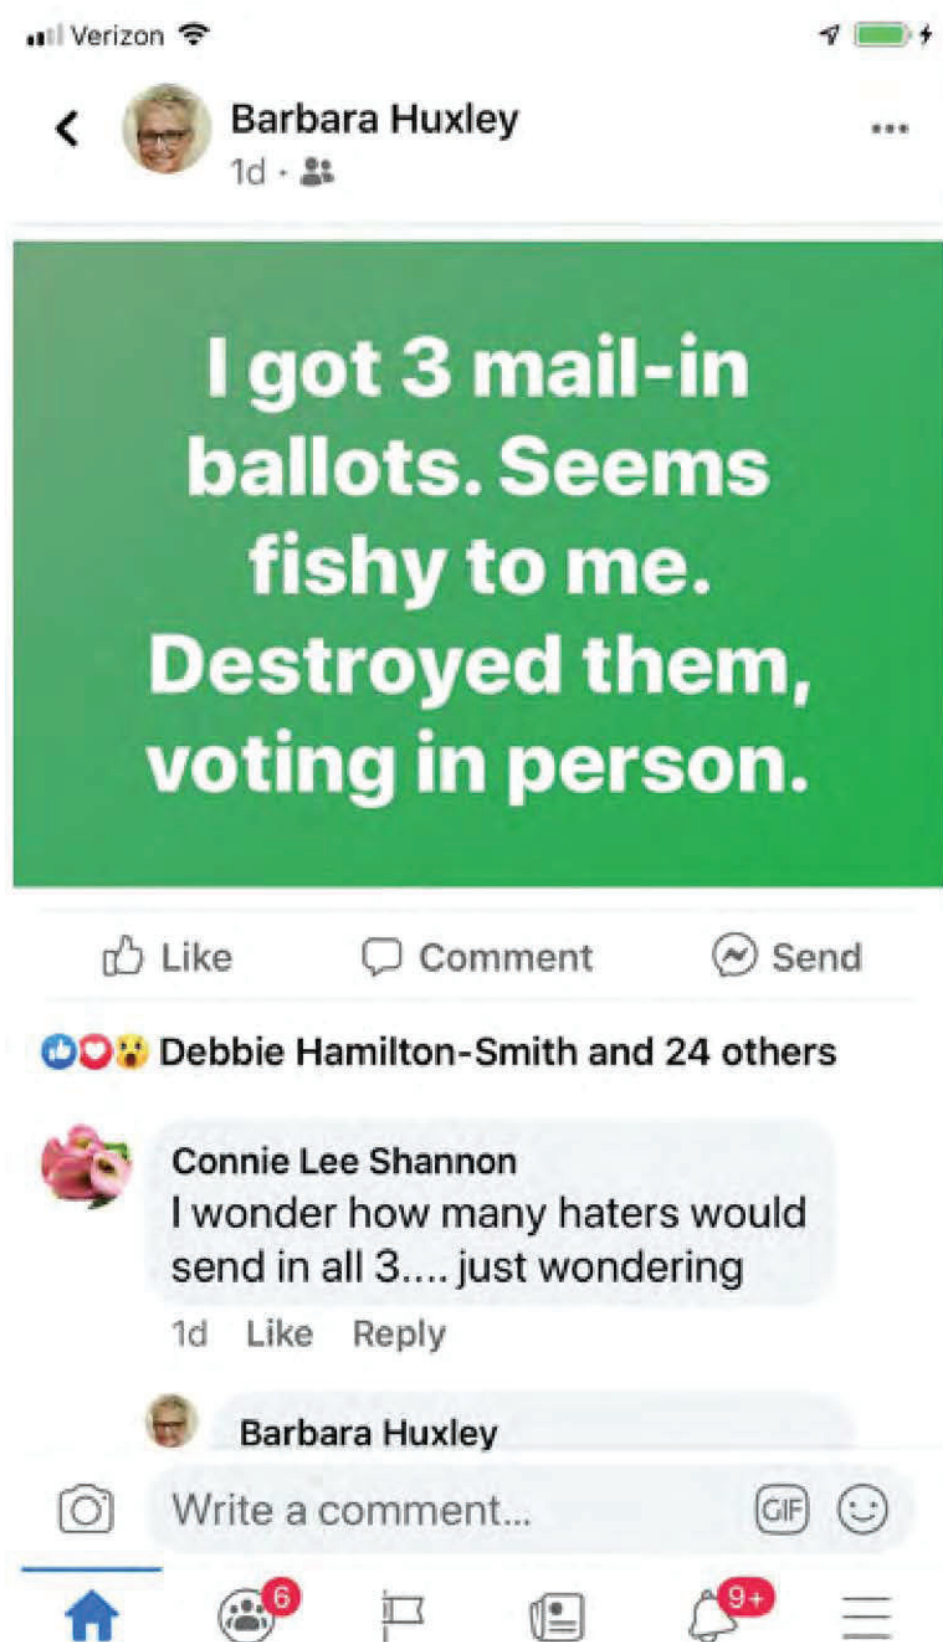 Verizon
Barbara Huxley
1d ·
I got 3 mail-in
ballots. Seems
fishy to me.
Destroyed them,
voting in person.
Like Comment Send
Debbie Hamilton-Smith and 24 others
Connie Lee Shannon
I wonder how many haters would
send in all 3.... just wondering
1d Like Reply
Barbara Huxley
Write a comment... GIF
6 9+